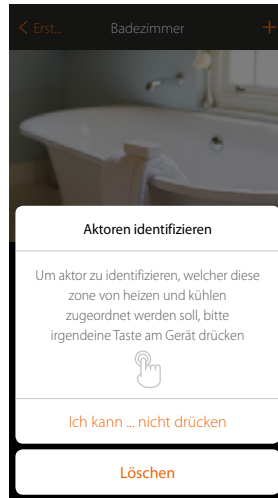 < Erst... Badezimmer +
Aktoren identifizieren
Um aktor zu identifizieren, welcher diese
zone von heizen und kühlen
zugeordnet werden soll, bitte
irgendeine Taste am Gerät drücken
Ich kann ... nicht drücken
Löschen